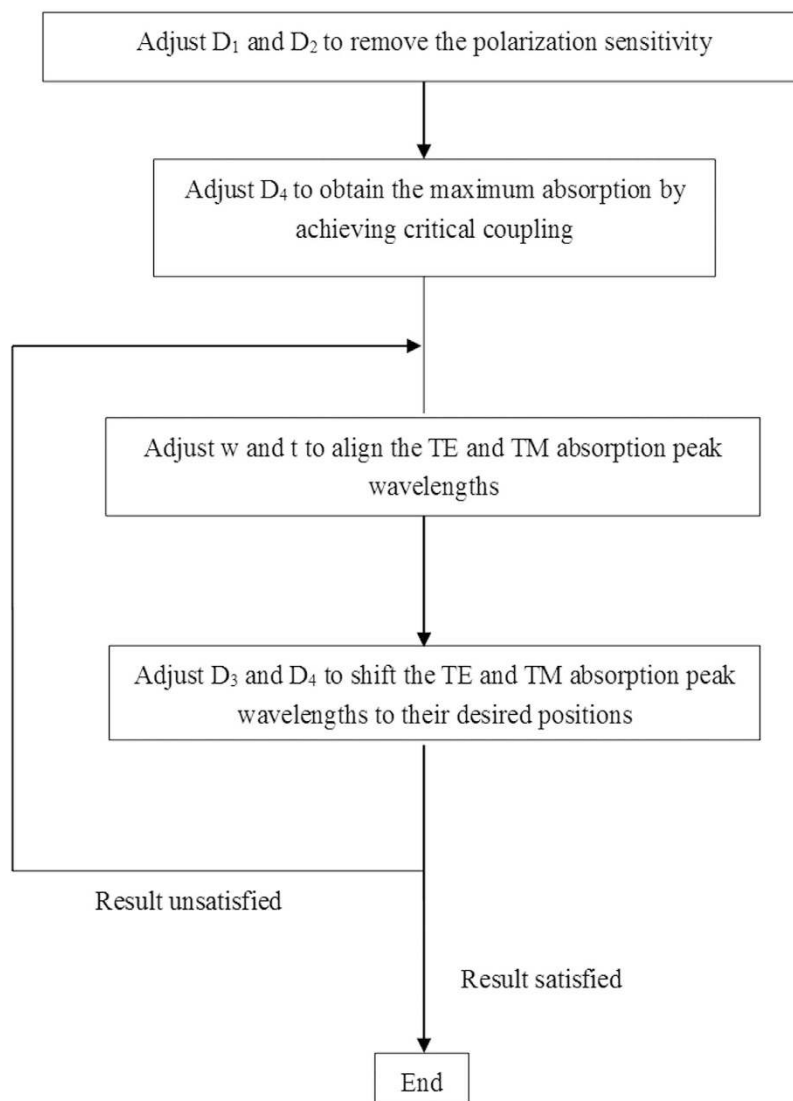 Adjust D₁ and D₂ to remove the polarization sensitivity
Adjust D₄ to obtain the maximum absorption by
achieving critical coupling
Adjust w and t to align the TE and TM absorption peak
wavelengths
Adjust D₃ and D₄ to shift the TE and TM absorption peak
wavelengths to their desired positions
Result unsatisfied
Result satisfied
End